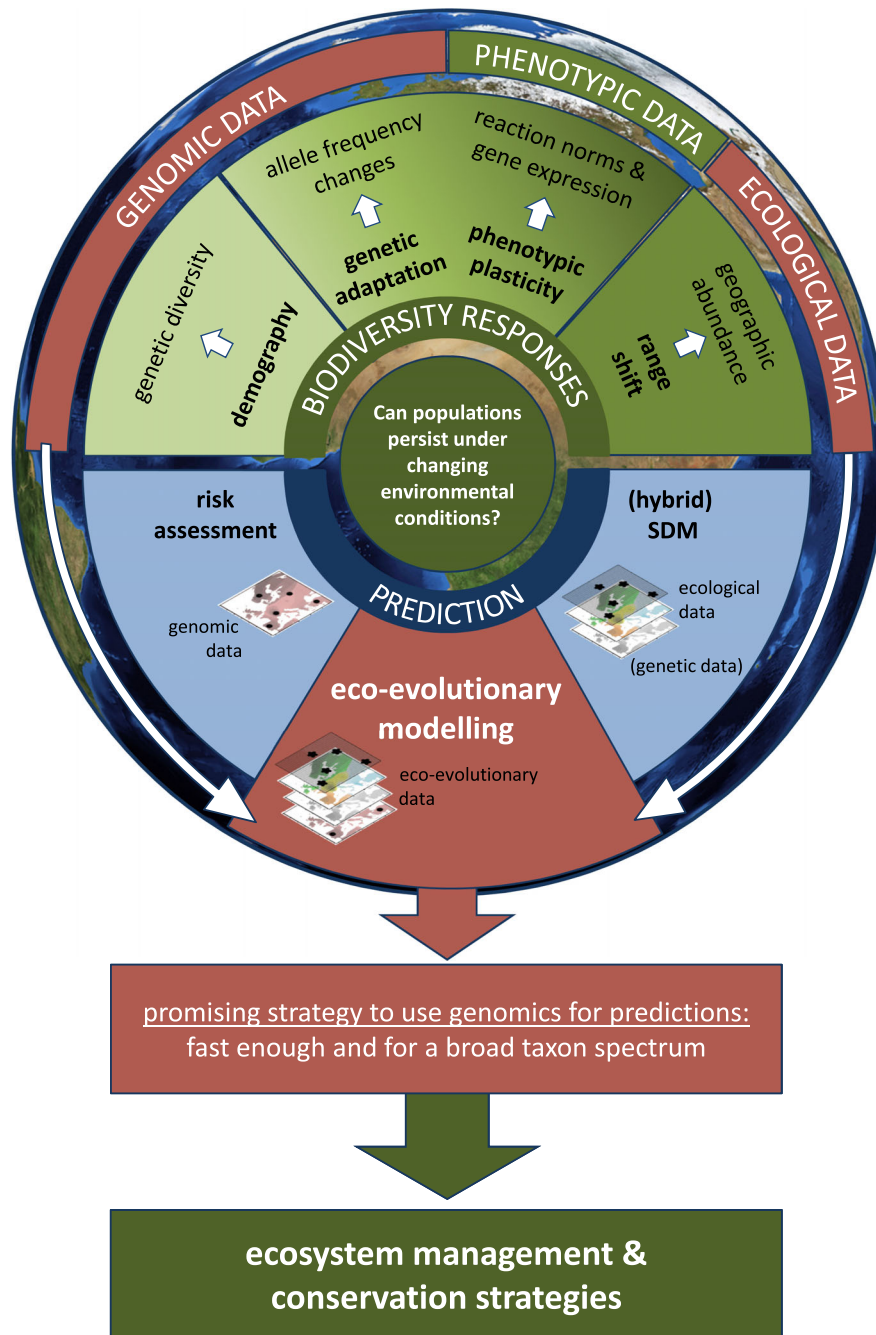 GENOMIC DATA
PHENOTYPIC DATA
ECOLOGICAL DATA
genetic diversity
demography
allele frequency
changes
genetic
adaptation
reaction norms &
gene expression
phenotypic
plasticity
geographic
abundance
range
shift
BIODIVERSITY RESPONSES
Can populations
persist under
changing
environmental
conditions?
PREDICTION
risk
assessment
genomic
data
(hybrid)
SDM
ecological
data
(genetic data)
eco-evolutionary
modelling
eco-evolutionary
data
promising strategy to use genomics for predictions:
fast enough and for a broad taxon spectrum
ecosystem management &
conservation strategies